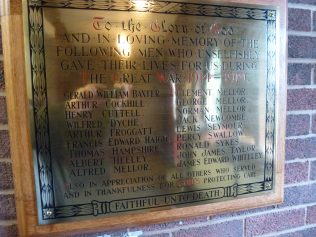 To the Glory of God
AND IN LOVING MEMORY OF THE
FOLLOWING MEN WHO UNSELFISHLY
GAVE THEIR LIVES FOR US DURING
THE GREAT WAR 1914-1919.
GERALD WILLIAM BAXTER. CLEMENT MELLOR.
ARTHUR COCKHILL GEORGE MELLOR.
HENRY CUTTELL NORMAN MELLOR
WILFRED DYCHE JACK NEWCOMBE
ARTHUR FROGGATT LEWIS SEYMOUR
FRANCIS EDWARD HAIGH PERCY SWALLOW
THOMAS HAMPSHIRE RONALD SYKES
ALBERT HEELEY JOHN JAMES TAYLOR
ALFRED MELLOR. JAMES EDWARD WHITLEY
ALSO IN APPRECIATION OF ALL OTHERS WHO SERVED
AND IN THANKFULNESS FOR GOD'S PROTECTING CARE
FAITHFUL UNTO DEATH